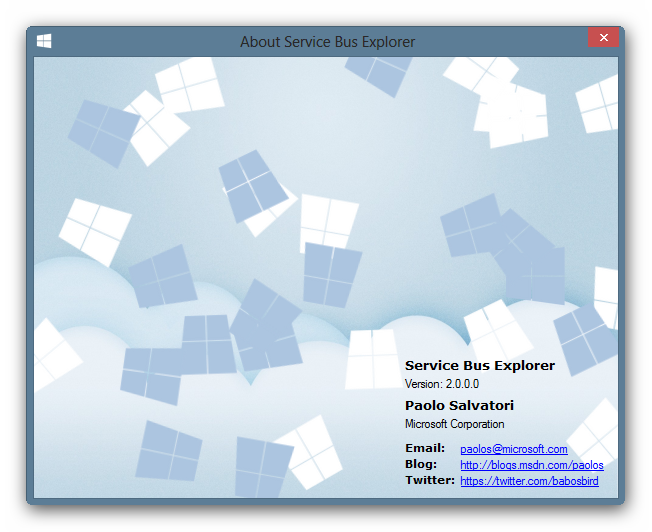 About Service Bus Explorer
Service Bus Explorer
Version: 2.0.0.0
Paolo Salvatori
Microsoft Corporation
Email: paolos@microsoft.com
Blog: http://blogs.msdn.com/paolos
Twitter: https://twitter.com/babosbird